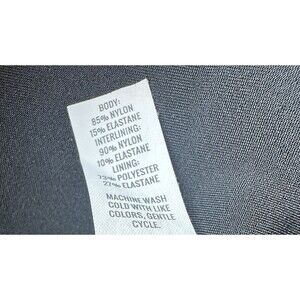 BODY:
85% NYLON
15% ELASTANE
INTERLINING:
90% NYLON
10% ELASTANE
LINING:
73% POLYESTER
27% ELASTANE
MACHINE WASH
COLD WITH LIKE
COLORS, GENTLE
CYCLE.